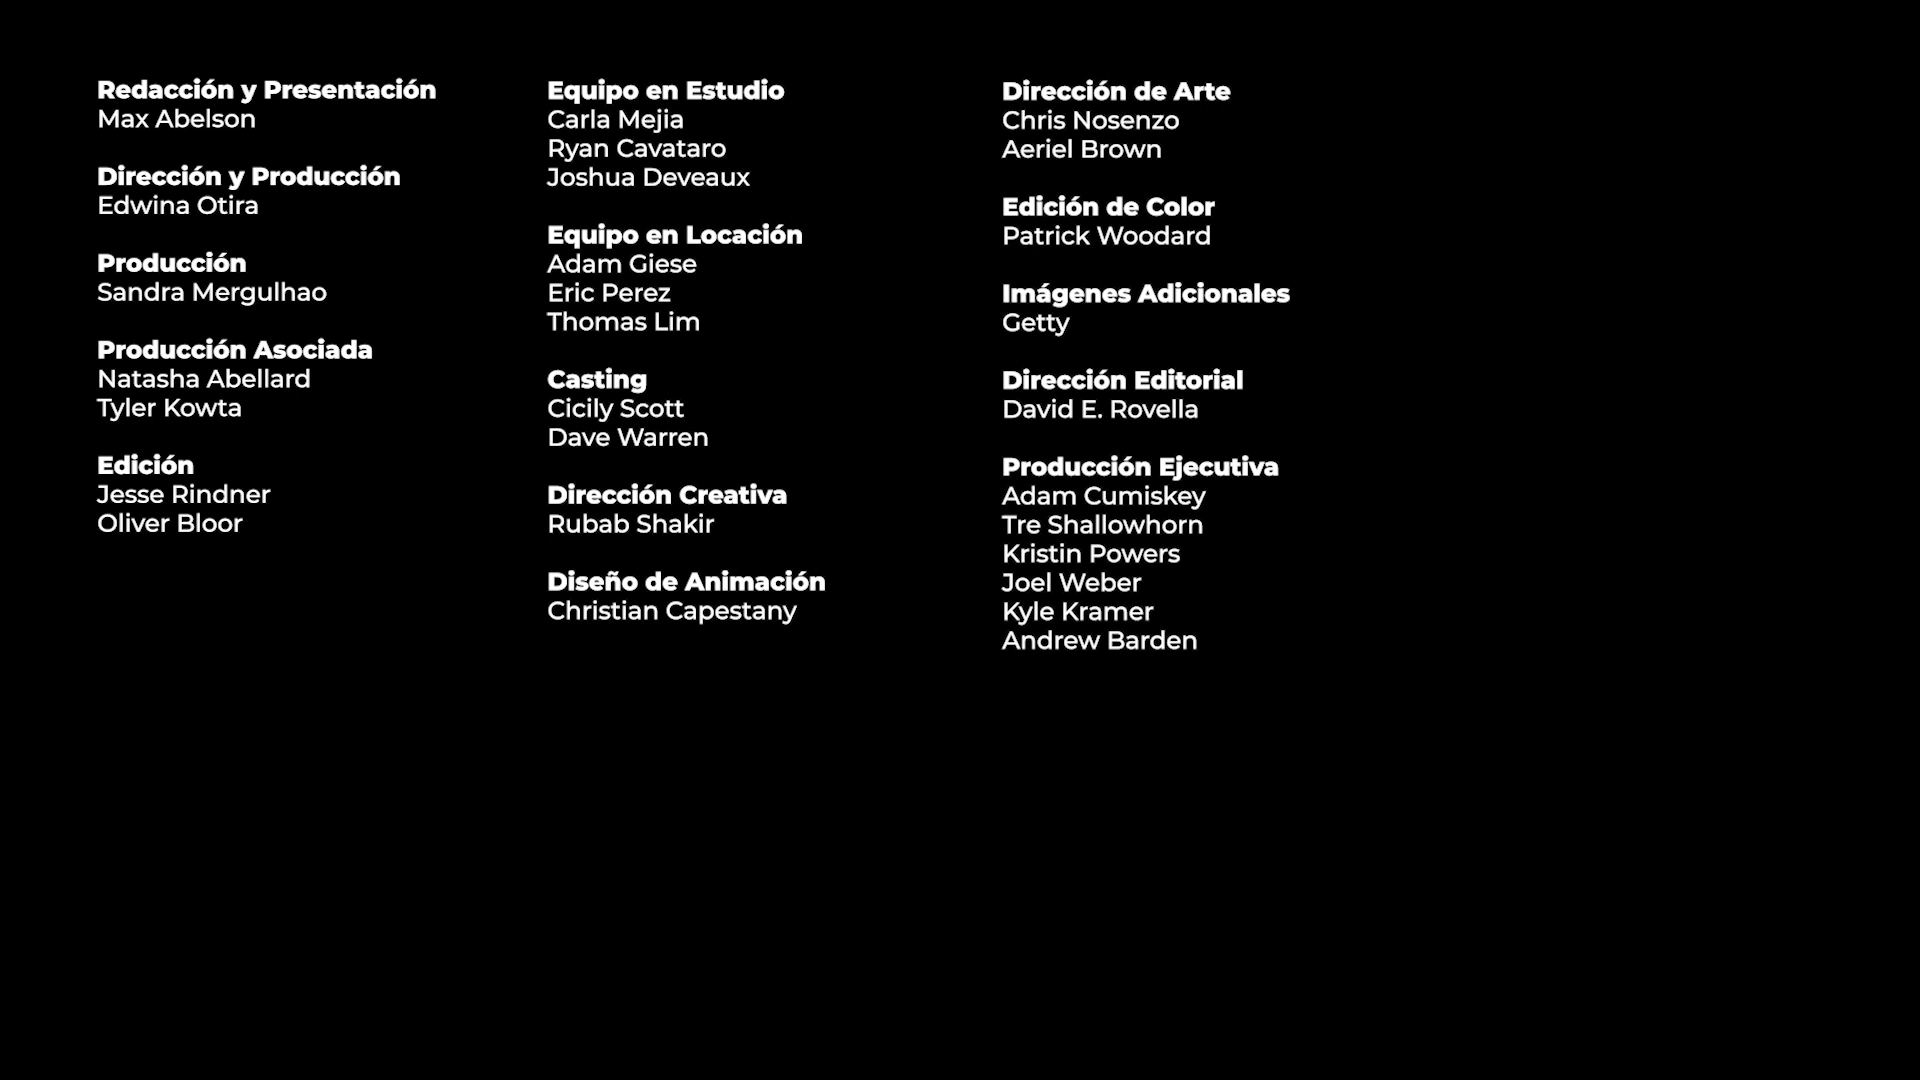 Redacción y Presentación
Max Abelson
Dirección y Producción
Edwina Otira
Producción
Sandra Mergulhao
Producción Asociada
Natasha Abellard
Tyler Kowta
Edición
Jesse Rindner
Oliver Bloor
Equipo en Estudio
Carla Mejia
Ryan Cavataro
Joshua Deveaux
Equipo en Locación
Adam Giese
Eric Perez
Thomas Lim
Casting
Cicily Scott
Dave Warren
Dirección Creativa
Rubab Shakir
Diseño de Animación
Christian Capestany
Dirección de Arte
Chris Nosenzo
Aeriel Brown
Edición de Color
Patrick Woodard
Imágenes Adicionales
Getty
Dirección Editorial
David E. Rovella
Producción Ejecutiva
Adam Cumiskey
Tre Shallowhorn
Kristin Powers
Joel Weber
Kyle Kramer
Andrew Barden